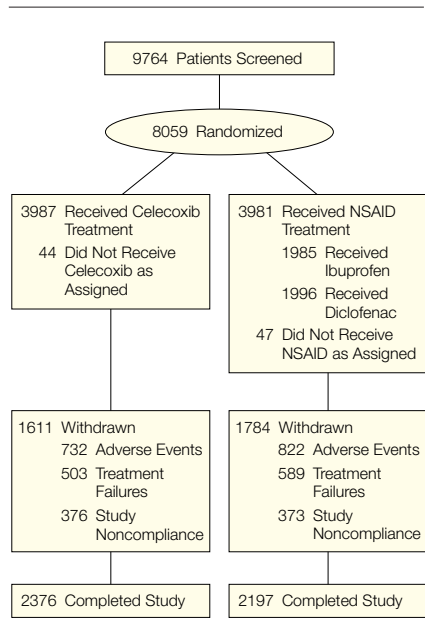 9764 Patients Screened
8059 Randomized
3987 Received Celecoxib
Treatment
44 Did Not Receive
Celecoxib as
Assigned
3981 Received NSAID
Treatment
1985 Received
Ibuprofen
1996 Received
Diclofenac
47 Did Not Receive
NSAID as Assigned
1611 Withdrawn
732 Adverse Events
503 Treatment
Failures
376 Study
Noncompliance
1784 Withdrawn
822 Adverse Events
589 Treatment
Failures
373 Study
Noncompliance
2376 Completed Study
2197 Completed Study